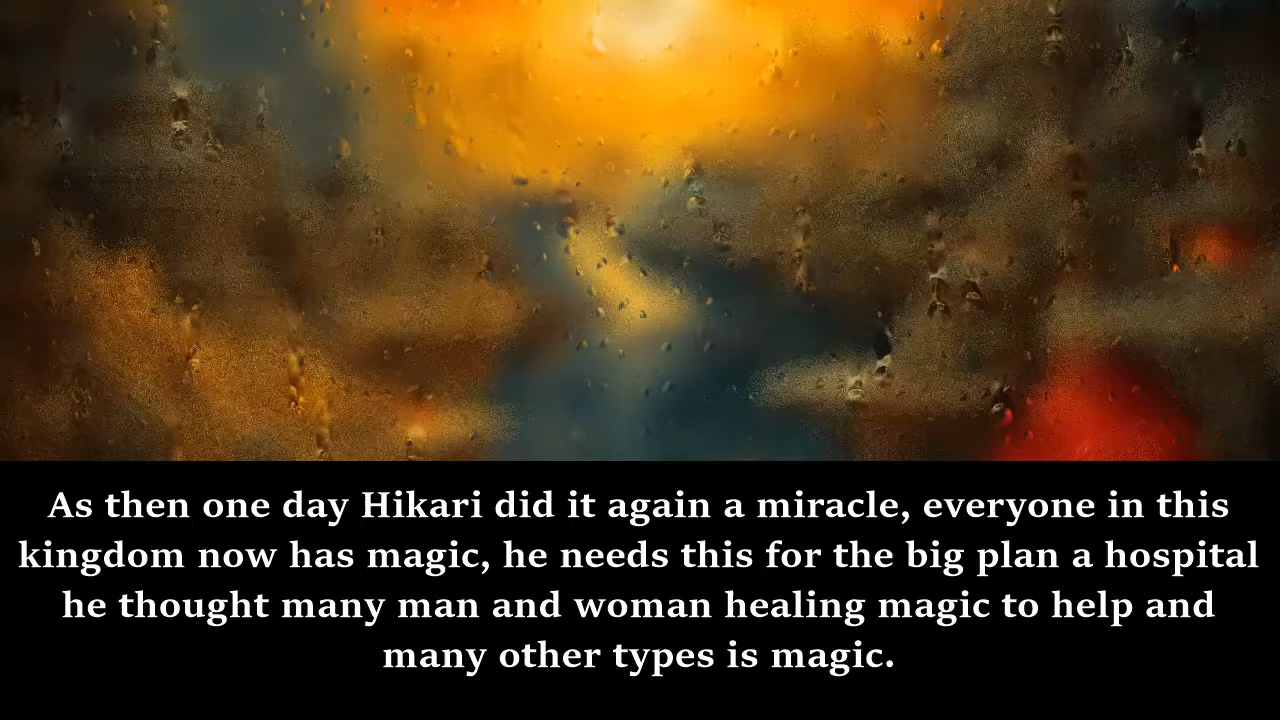 As then one day Hikari did it again a miracle, everyone in this
kingdom now has magic, he needs this for the big plan a hospital
he thought many man and woman healing magic to help and
many other types is magic.